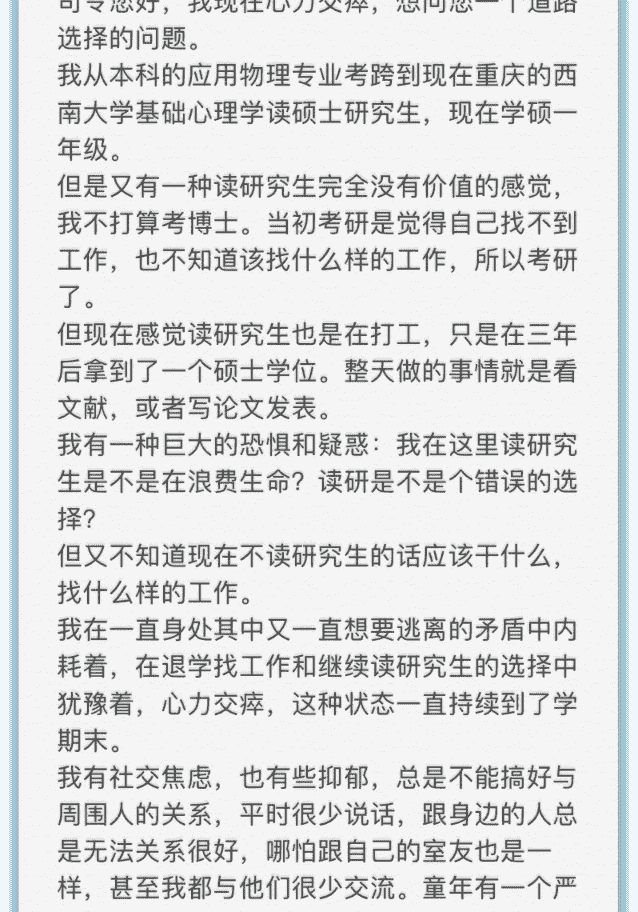 司令您好，我现在心力交瘁，想问您一个道路
选择的问题。
我从本科的应用物理专业考跨到现在重庆的西
南大学基础心理学读硕士研究生，现在学硕一
年级。
但是又有一种读研究生完全没有价值的感觉，
我不打算考博士。当初考研是觉得自己找不到
工作，也不知道该找什么样的工作，所以考研
了。
但现在感觉读研究生也是在打工，只是在三年
后拿到了一个硕士学位。整天做的事情就是看
文献，或者写论文发表。
我有一种巨大的恐惧和疑惑：我在这里读研究
生是不是在浪费生命？读研是不是个错误的选
择？
但又不知道现在不读研究生的话应该干什么，
找什么样的工作。
我在一直身处其中又一直想要逃离的矛盾中内
耗着，在退学找工作和继续读研究生的选择中
犹豫着，心力交瘁，这种状态一直持续到了学
期末。
我有社交焦虑，也有些抑郁，总是不能搞好与
周围人的关系，平时很少说话，跟身边的人总
是无法关系很好，哪怕跟自己的室友也是一
样，甚至我都与他们很少交流。童年有一个严